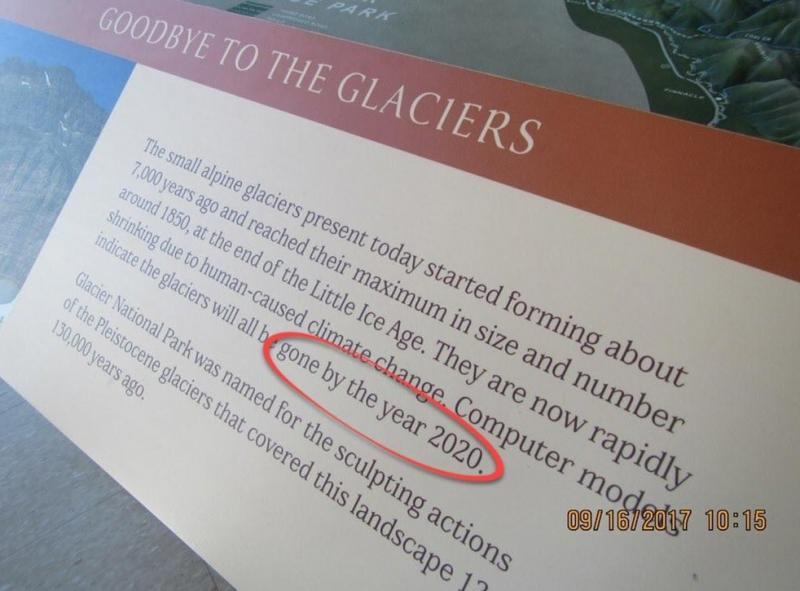 E PARK
PINNACLE
GOODBYE TO THE GLACIERS
The small alpine glaciers present today started forming about
7,000 years ago and reached their maximum in size and number
around 1850, at the end of the Little Ice Age. They are now rapidly
shrinking due to human-caused climate change. Computer models
indicate the glaciers will all be gone by the year 2020.
Glacier National Park was named for the sculpting actions
of the Pleistocene glaciers that covered this landscape 12
130,000 years ago.
09/16/2017 10:15